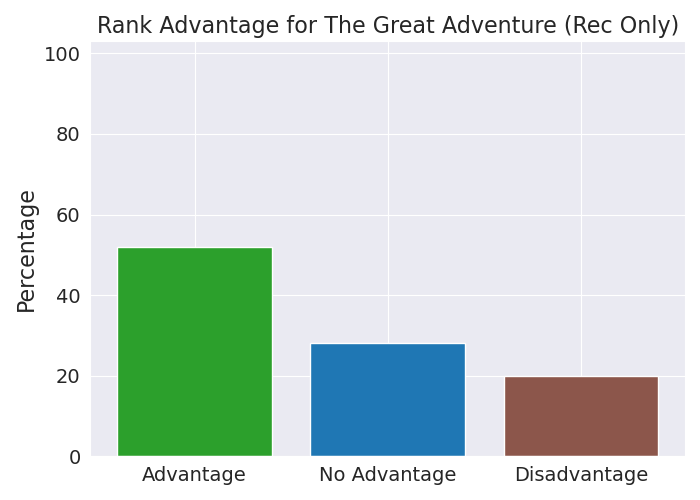 Rank Advantage for The Great Adventure (Rec Only)
Percentage
100
80
60
40
20
0
Advantage
No Advantage
Disadvantage